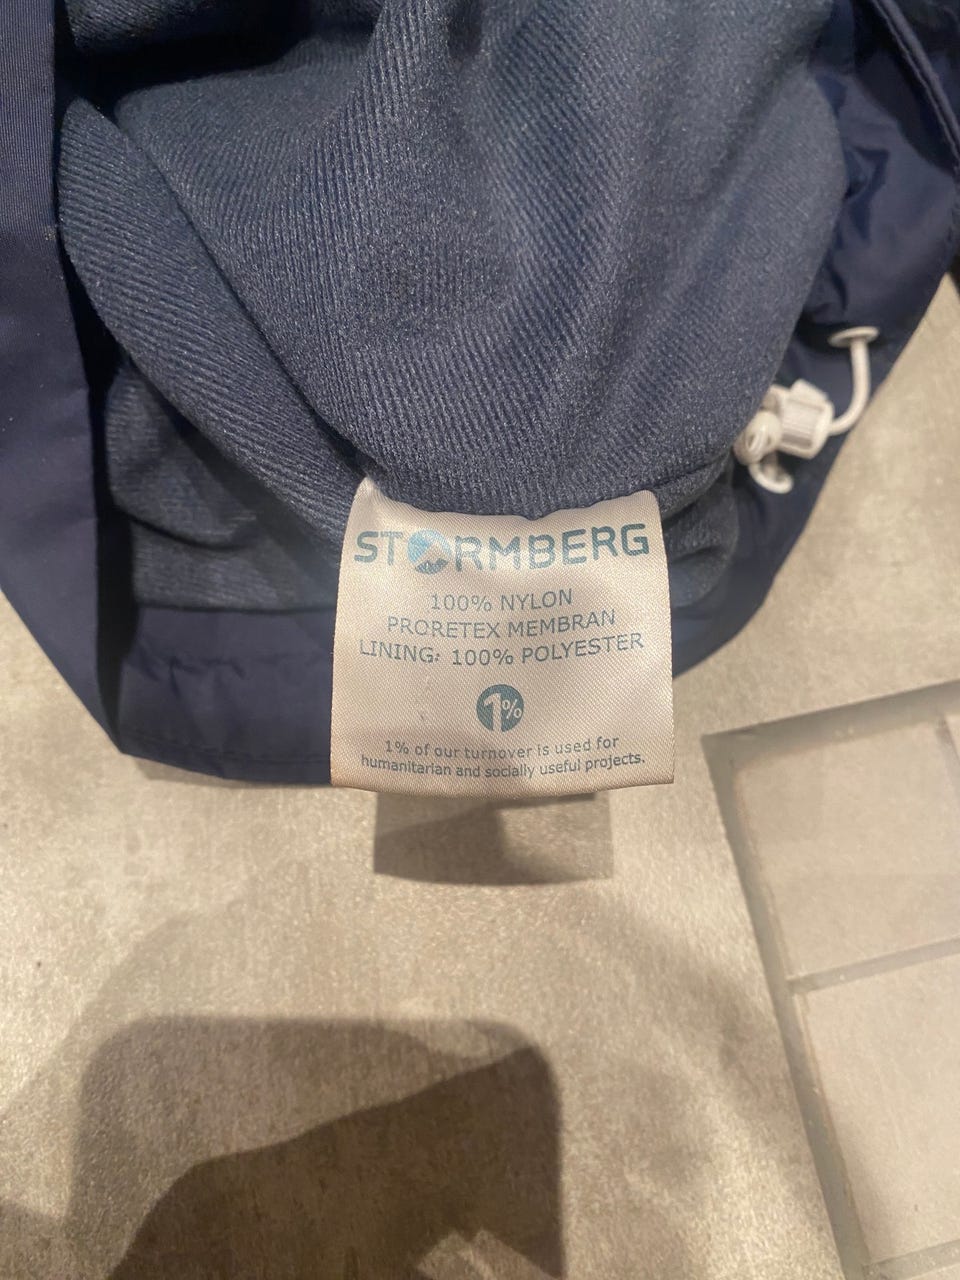 STORMBERG
100% NYLON
PRORETEX MEMBRAN
LINING: 100% POLYESTER
1%
1% of our turnover is used for
humanitarian and socially useful projects.